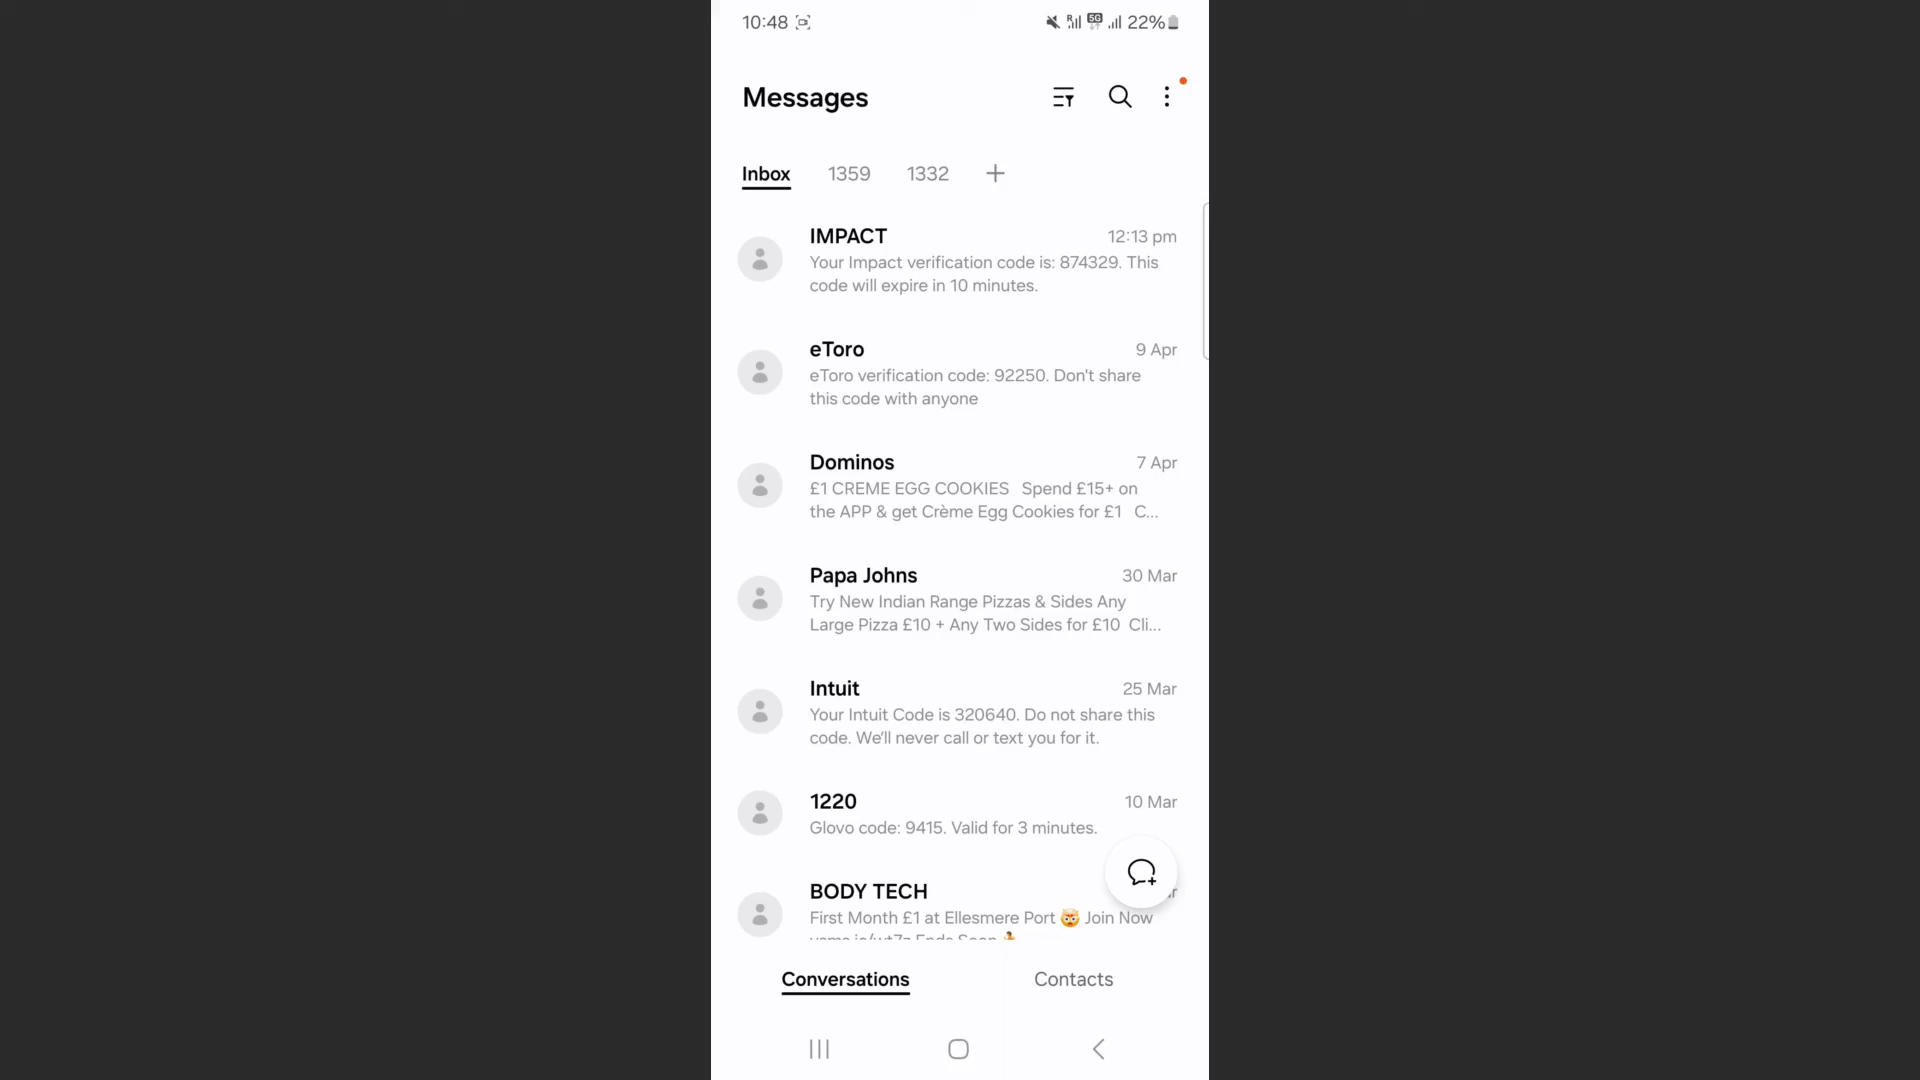 10:48
5G
22%
Messages
Inbox 1359 1332 +
IMPACT 12:13 pm
Your Impact verification code is: 874329. This
code will expire in 10 minutes.
eToro 9 Apr
eToro verification code: 92250. Don't share
this code with anyone
Dominos 7 Apr
£1 CREME EGG COOKIES Spend £15+ on
the APP & get Crème Egg Cookies for £1 C...
Papa Johns 30 Mar
Try New Indian Range Pizzas & Sides Any
Large Pizza £10 + Any Two Sides for £10 Cli...
Intuit 25 Mar
Your Intuit Code is 320640. Do not share this
code. We'll never call or text you for it.
1220 10 Mar
Glovo code: 9415. Valid for 3 minutes.
BODY TECH
First Month £1 at Ellesmere Port 🤯 Join Now
Ends Soon
Conversations Contacts